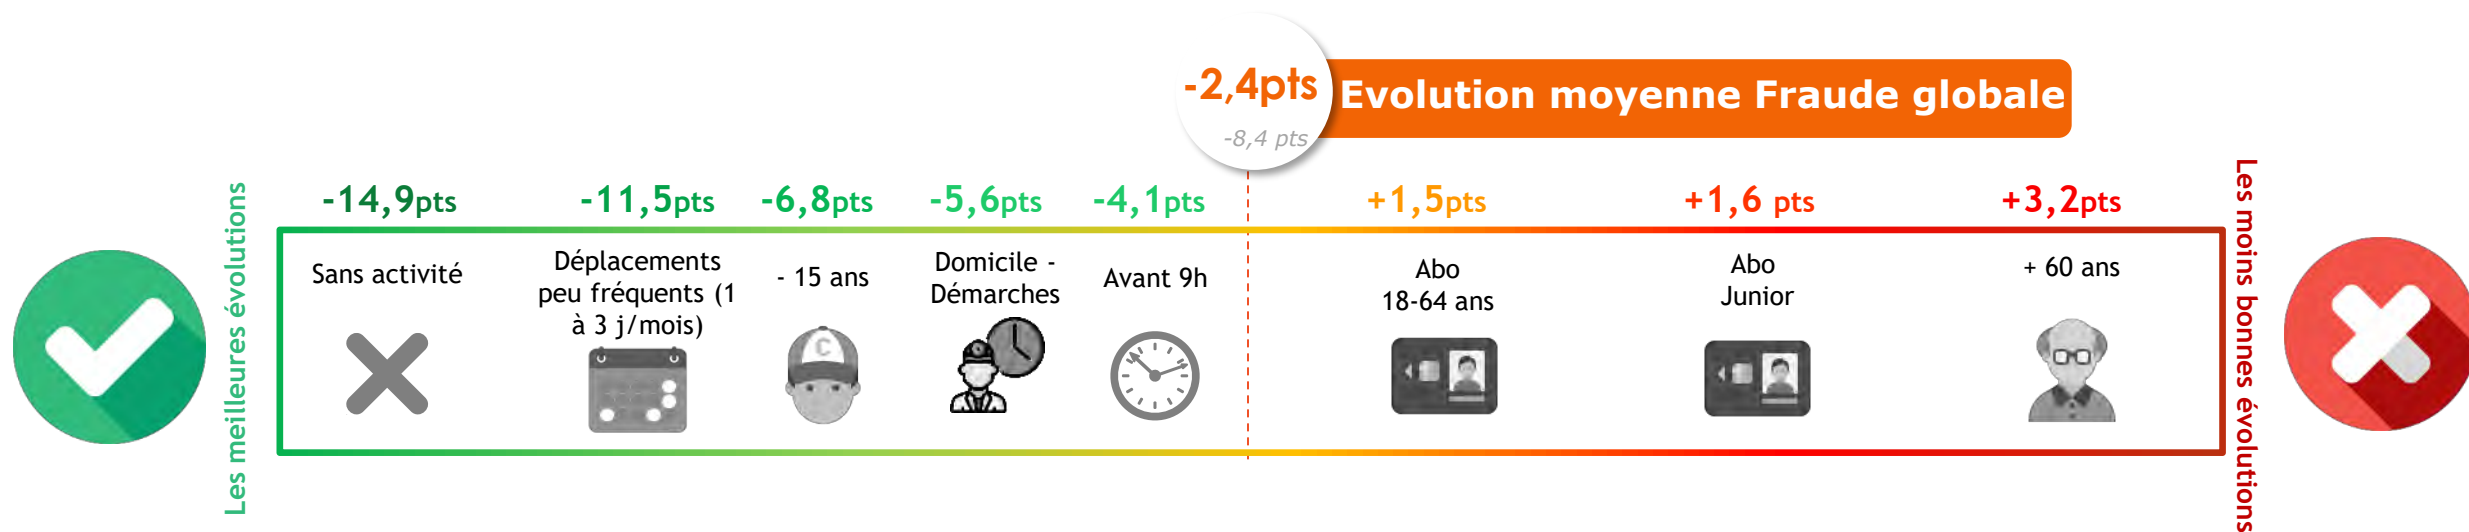 -2,4pts
Evolution moyenne Fraude globale
-8,4 pts
Les meilleures évolutions
-14,9pts
-11,5pts
-6,8pts
-5,6pts
-4,1pts
+1,5pts
+1,6 pts
+3,2pts
Sans activité
Déplacements
peu fréquents (1
à 3 j/mois)
- 15 ans
Domicile -
Démarches
Avant 9h
Abo
18-64 ans
Abo
Junior
+ 60 ans
C
Les moins bonnes évolutions